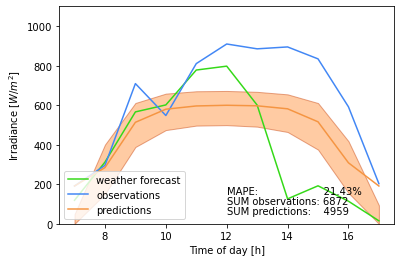 1000
800
600
400
200
0
Irradiance [W/m²]
weather forecast
observations
predictions
MAPE: 21.43%
SUM observations: 6872
SUM predictions: 4959
8 10 12 14 16
Time of day [h]